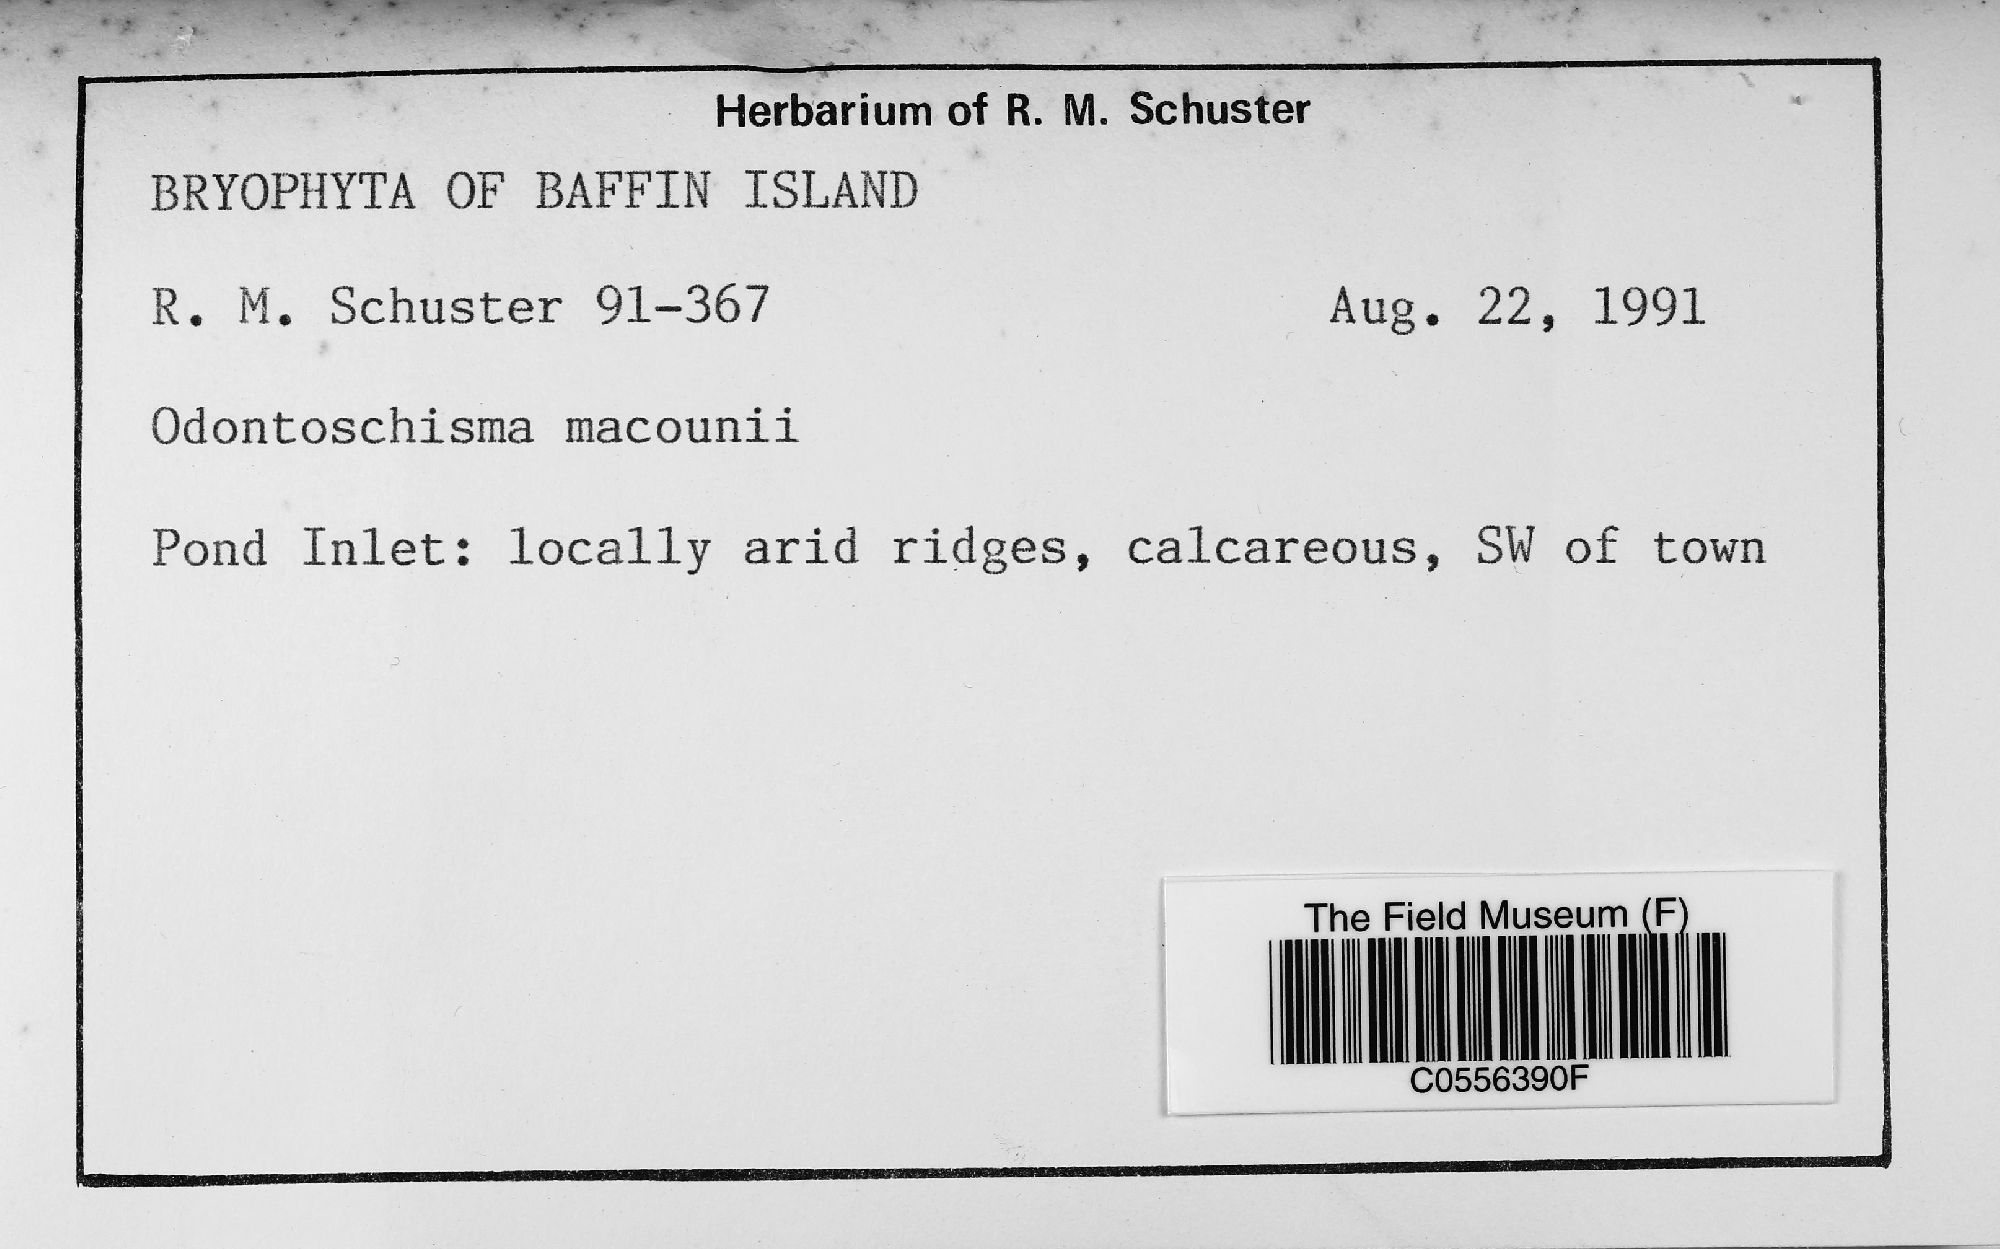 Herbarium of R. M. Schuster
BRYOPHYTA OF BAFFIN ISLAND
R. M. Schuster 91-367 Aug. 22, 1991
Odontoschisma macounii
Pond Inlet: locally arid ridges, calcareous, SW of town
The Field Museum (F)
C0556390F